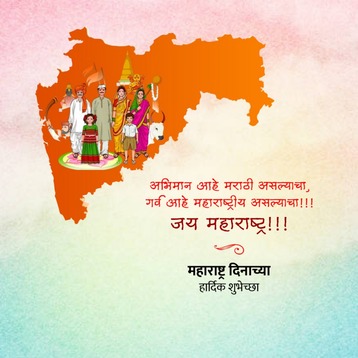 अभिमान आहे मराठी असल्याचा,
गर्व आहे महाराष्ट्रीय असल्याचा!!!
जय महाराष्ट्र!!!
महाराष्ट्र दिनाच्या
हार्दिक शुभेच्छा